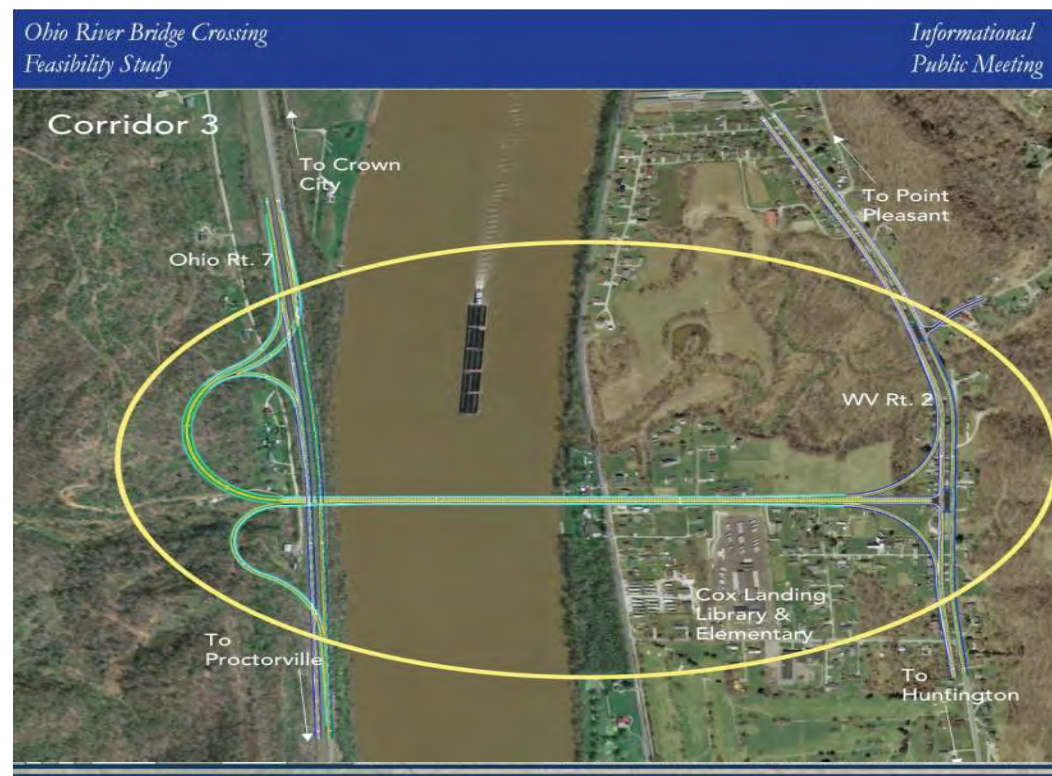 Ohio River Bridge Crossing
Feasibility Study
Informational
Public Meeting
Corridor 3
To Crown
City
To Point
Pleasant
Ohio Rt. 7
WV Rt. 2
Cox Landing
Library &
Elementary
To
Proctorville
To
Huntington